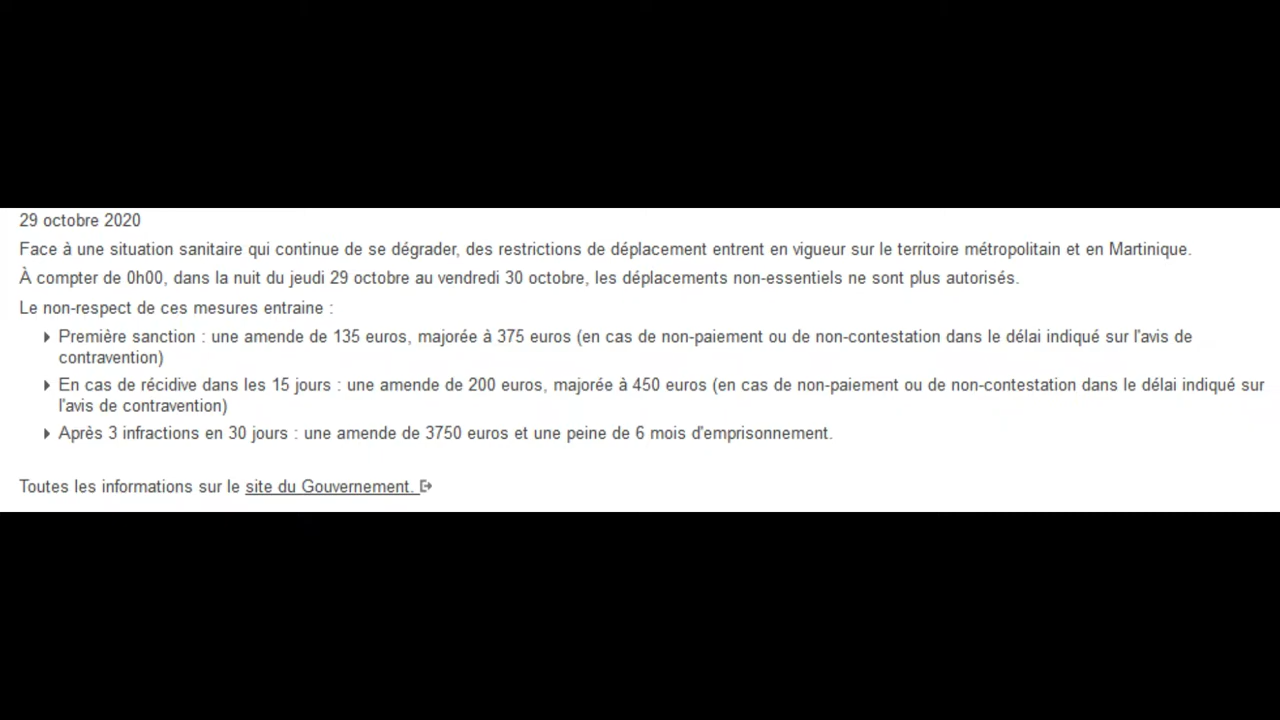 29 octobre 2020
Face à une situation sanitaire qui continue de se dégrader, des restrictions de déplacement entrent en vigueur sur le territoire métropolitain et en Martinique.
À compter de 0h00, dans la nuit du jeudi 29 octobre au vendredi 30 octobre, les déplacements non-essentiels ne sont plus autorisés.
Le non-respect de ces mesures entraine :
Première sanction : une amende de 135 euros, majorée à 375 euros (en cas de non-paiement ou de non-contestation dans le délai indiqué sur l'avis de
contravention)
En cas de récidive dans les 15 jours : une amende de 200 euros, majorée à 450 euros (en cas de non-paiement ou de non-contestation dans le délai indiqué sur
l'avis de contravention)
Après 3 infractions en 30 jours : une amende de 3750 euros et une peine de 6 mois d'emprisonnement.
Toutes les informations sur le site du Gouvernement.